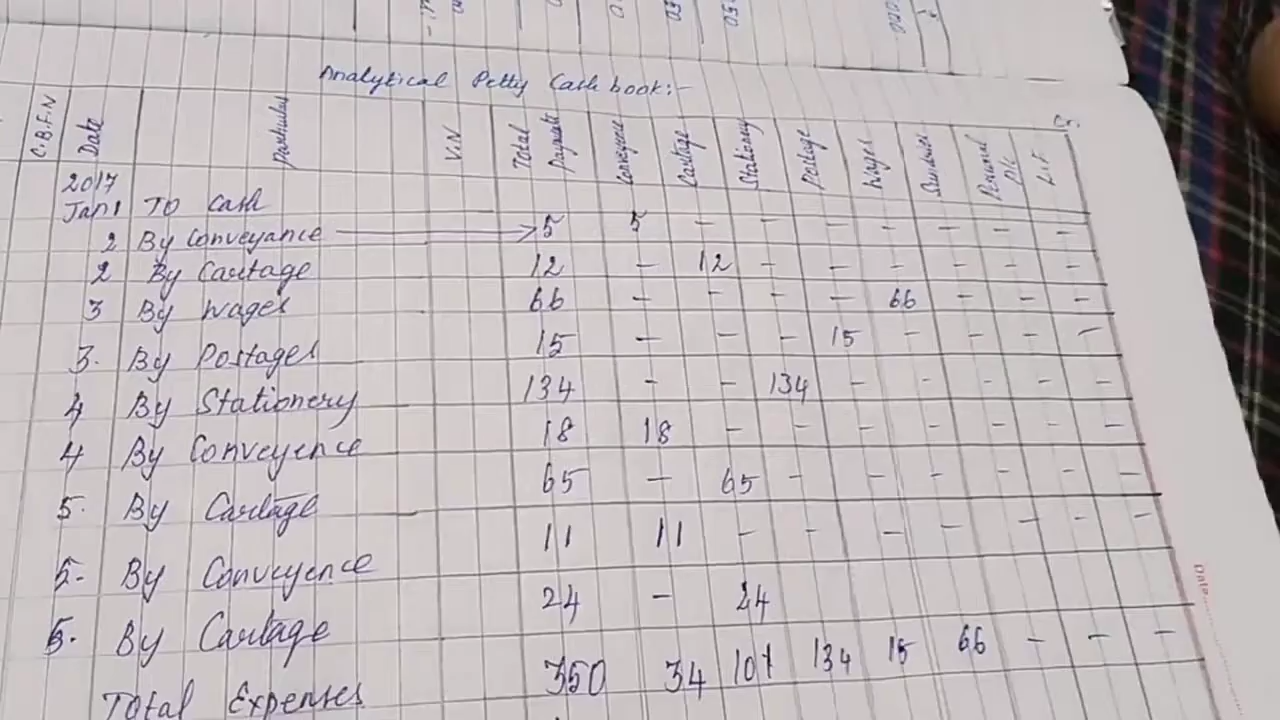 Analytical Petty Cash book:-
C.B.F.N Date Particulars V.N Total Payments Conveyance Cartage Stationery Postage Wages Sundries Personal A/c L.F
2017
Jan 1 To Cash
2 By Conveyance 5 5 - - - - - - -
2 By Cartage 12 - 12 - - - - - -
3 By Wages 66 - - - - 66 - - -
3. By Postages 15 - - - 15 - - - -
4 By Stationery 134 - - 134 - - - - -
4 By Conveyence 18 18 - - - - - - -
5. By Cartage 65 - 65 - - - - - -
5. By Conveyence 11 11 - - - - - - -
5. By Cartage 24 - 24
Total Expenses 350 34 101 134 15 66 - - -
Date